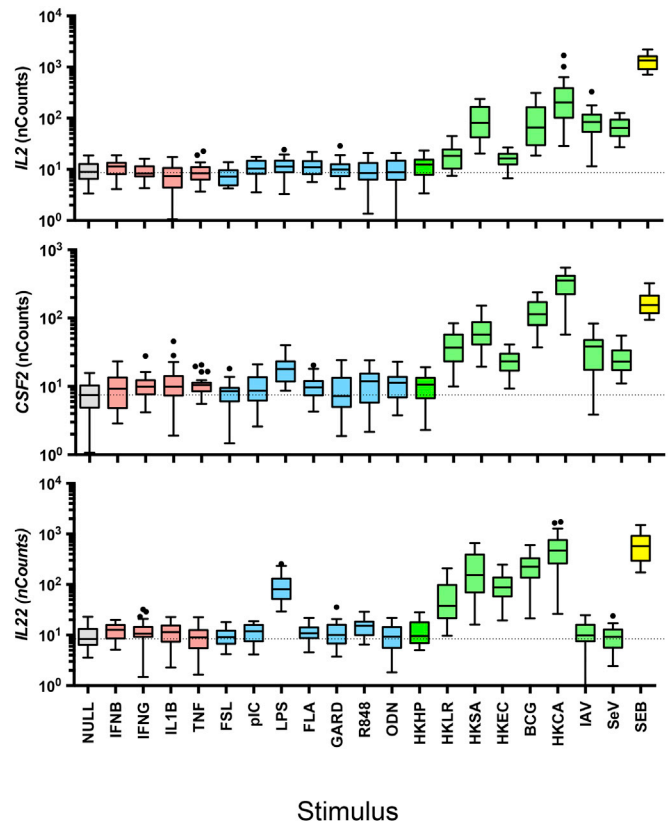 IL2 (nCounts)
10⁴
10³
10²
10¹
10⁰
CSF2 (nCounts)
10³
10²
10¹
10⁰
IL22 (nCounts)
10⁴
10³
10²
10¹
10⁰
NULL
IFNB
IFNG
IL1B
TNF
FSL
pIC
LPS
FLA
GARD
R848
ODN
HKHP
HKLR
HKSA
HKEC
BCG
HKCA
IAV
SeV
SEB
Stimulus